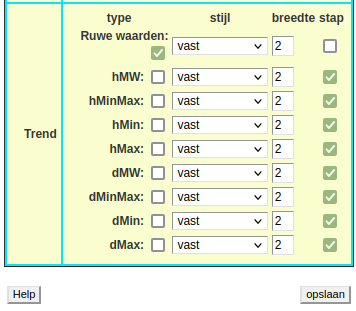 type stijl breedte stap
Ruwe waarden: vast 2
hMW: vast 2
hMinMax: vast 2
hMin: vast 2
Trend
hMax: vast 2
dMW: vast 2
dMinMax: vast 2
dMin: vast 2
dMax: vast 2
Help opslaan